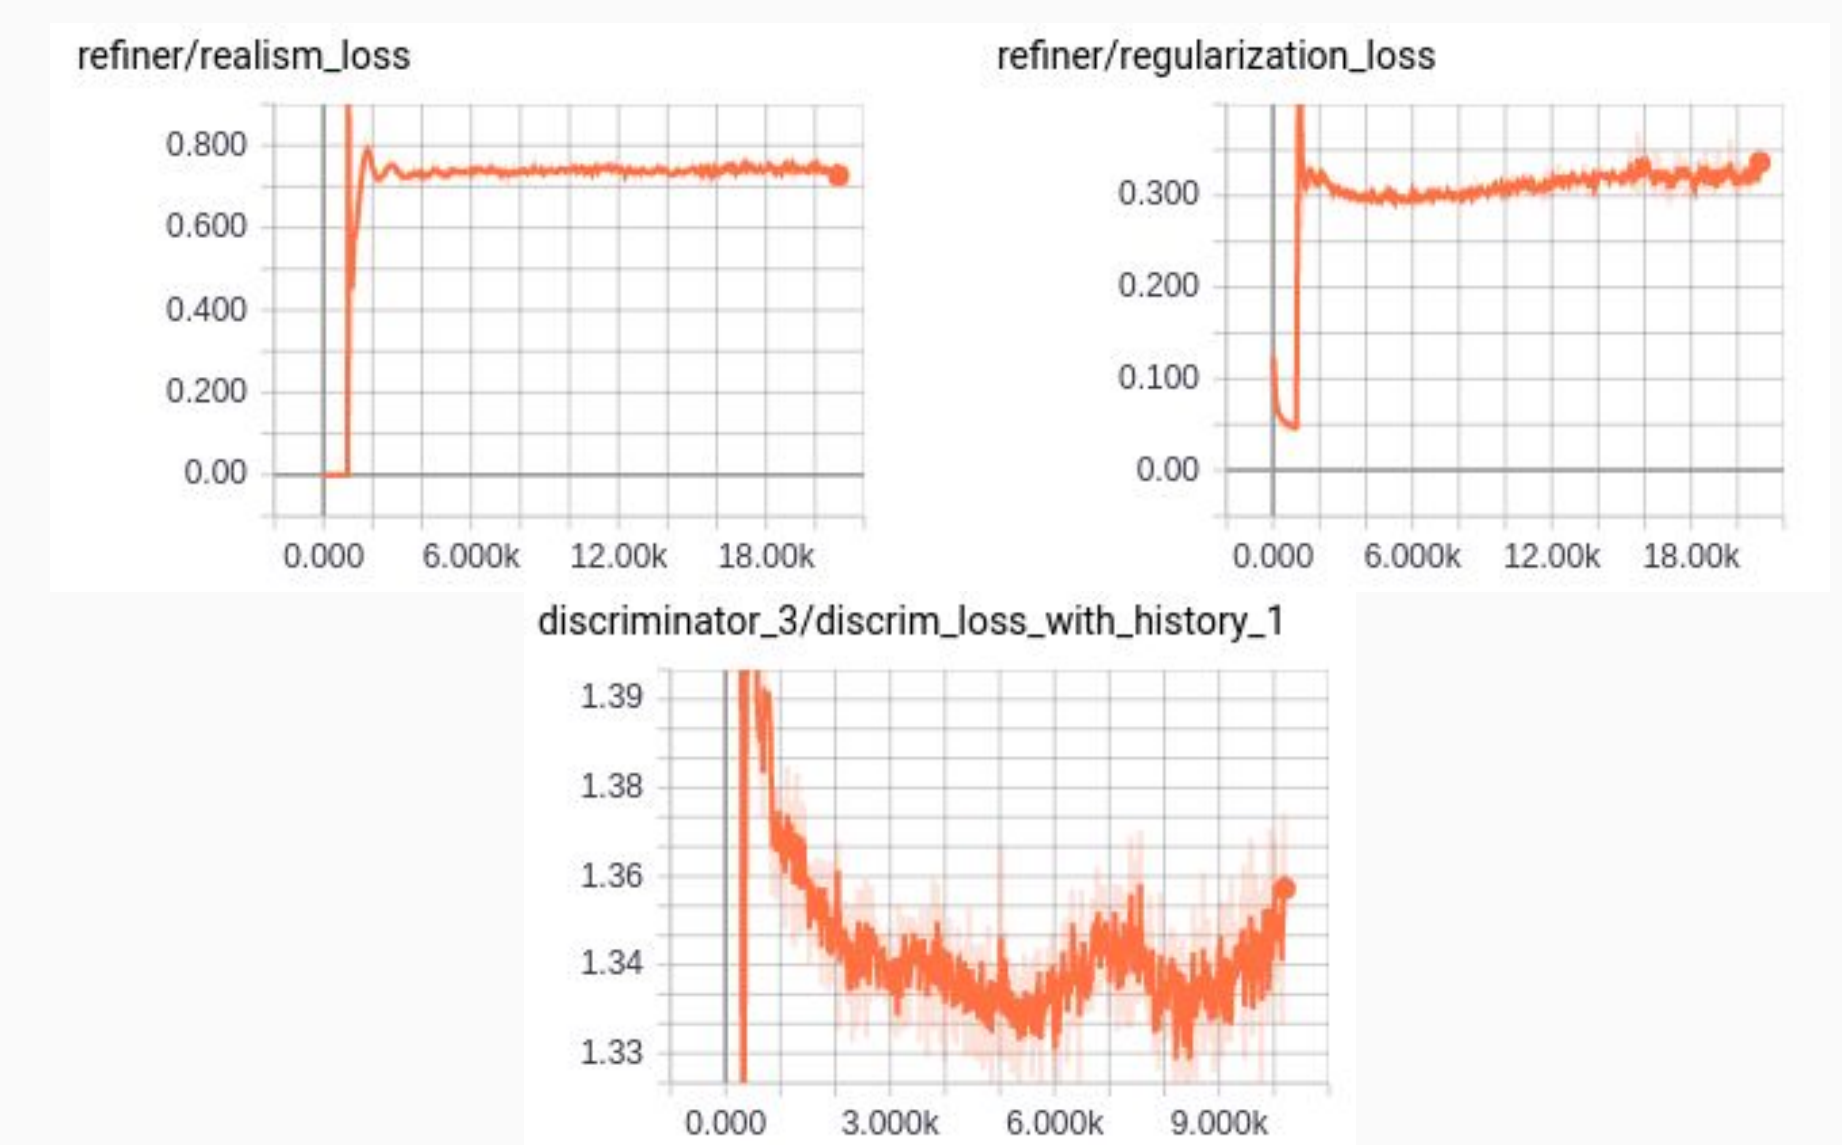 refiner/realism_loss
0.800
0.600
0.400
0.200
0.00
0.000 6.000k 12.00k 18.00k
refiner/regularization_loss
0.300
0.200
0.100
0.00
0.000 6.000k 12.00k 18.00k
discriminator_3/discrim_loss_with_history_1
1.39
1.38
1.36
1.34
1.33
0.000 3.000k 6.000k 9.000k